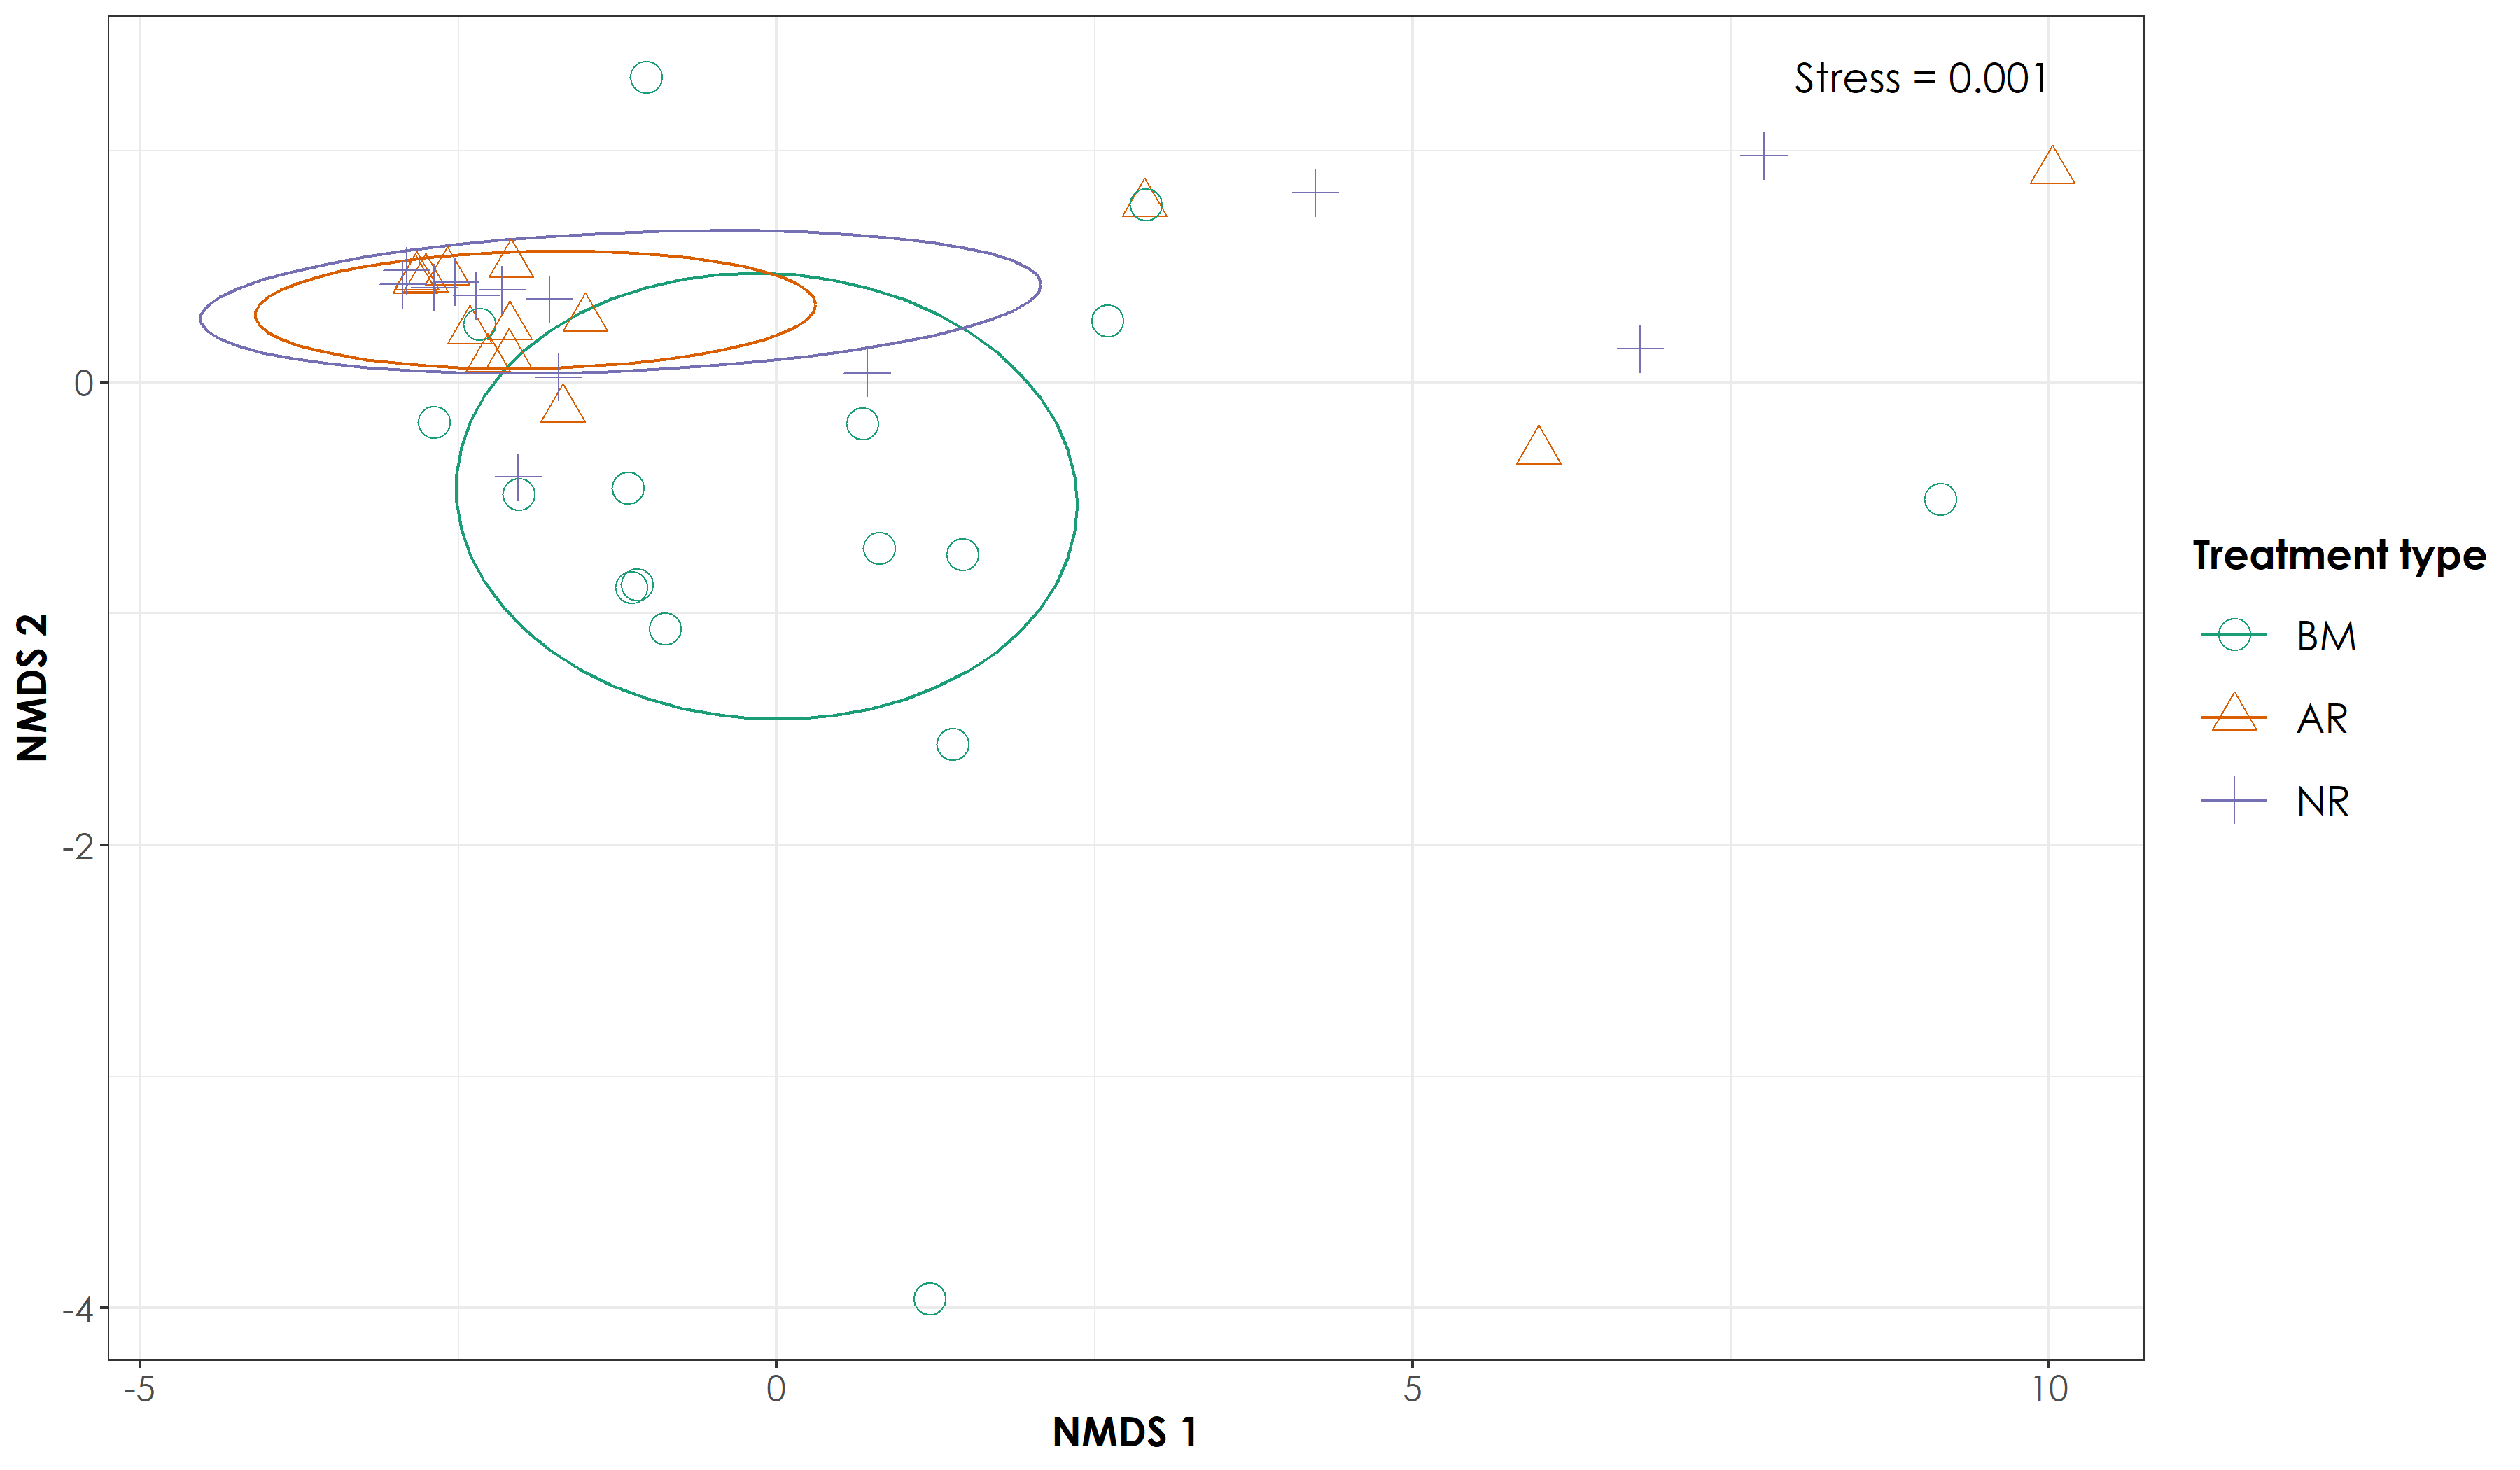 Stress = 0.001
0
-2
-4
NMDS 2
-5
0
5
10
NMDS 1
Treatment type
BM
AR
NR